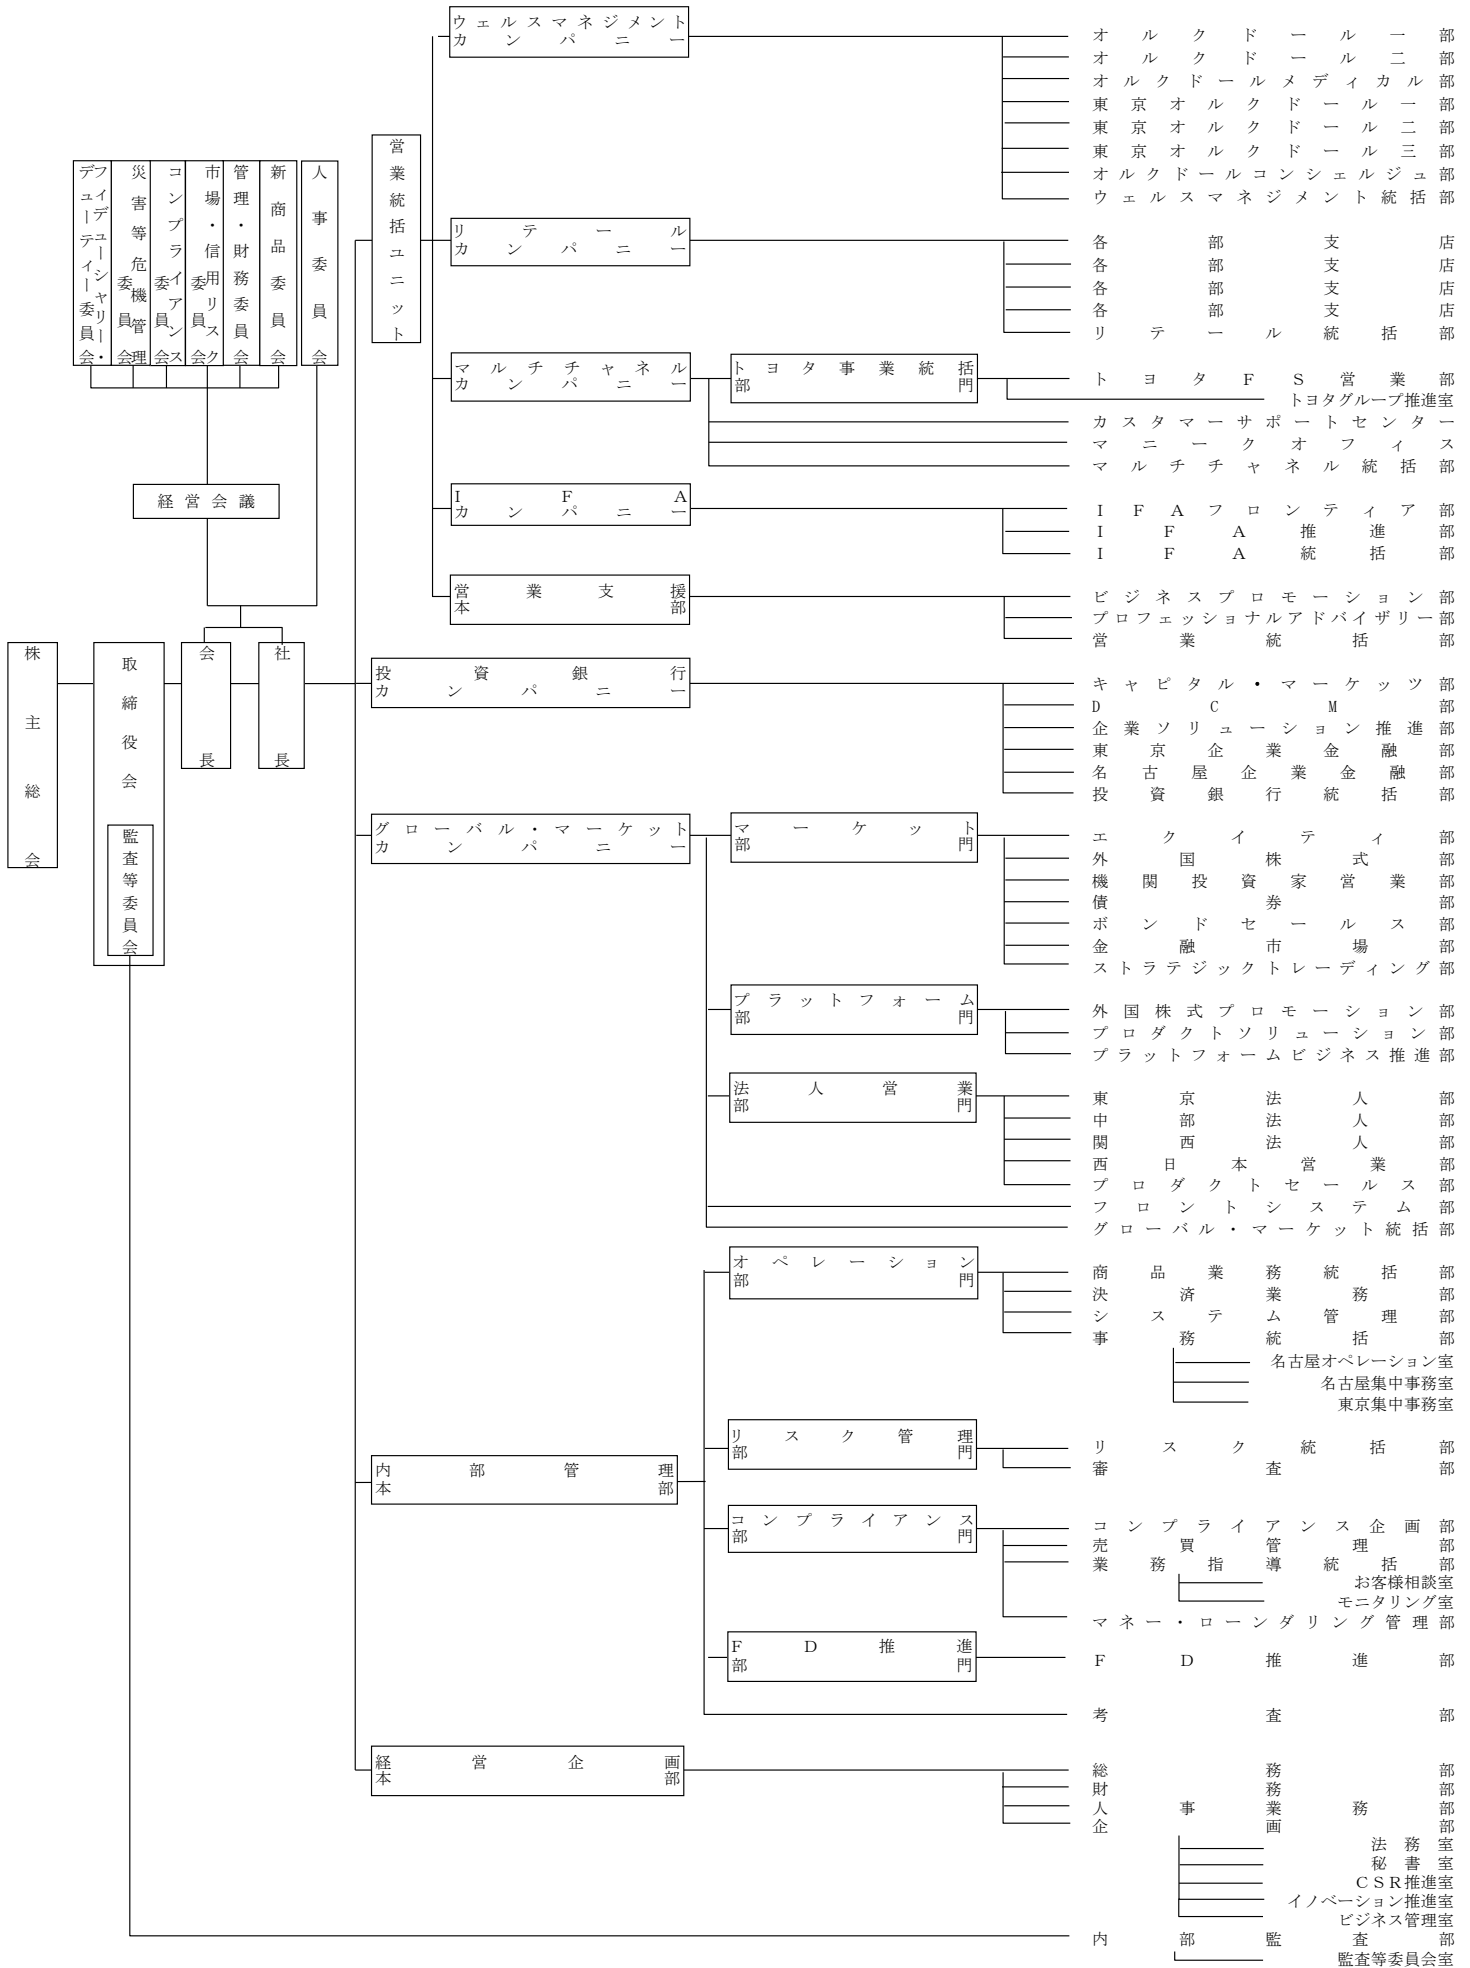 株主総会
取締役会
監査等委員会
会長
社長
経営会議
フィデューシャリー・
デューティー委員会
災害等危機管理
委員会
コンプライアンス
委員会
市場・信用リスク
委員会
管理・財務委員会
新商品委員会
人事委員会
営業統括ユニット
ウェルスマネジメント
カンパニー
オルクドール一部
オルクドール二部
オルクドールメディカル部
東京オルクドール一部
東京オルクドール二部
東京オルクドール三部
オルクドールコンシェルジュ部
ウェルスマネジメント統括部
リテール
カンパニー
各部支店
各部支店
各部支店
各部支店
リテール統括部
マルチチャネル
カンパニー
トヨタ事業統括
部門
トヨタFS営業部
トヨタグループ推進室
カスタマーサポートセンター
マニークオフィス
マルチチャネル統括部
IFA
カンパニー
IFAフロンティア部
IFA推進部
IFA統括部
営業支援
本部
ビジネスプロモーション部
プロフェッショナルアドバイザリー部
営業統括部
投資銀行
カンパニー
キャピタル・マーケッツ部
DCM部
企業ソリューション推進部
東京企業金融部
名古屋企業金融部
投資銀行統括部
グローバル・マーケット
カンパニー
マーケット
部門
エクイティ部
外国株式部
機関投資家営業部
債券部
ボンドセールス部
金融市場部
ストラテジックトレーディング部
プラットフォーム
部門
外国株式プロモーション部
プロダクトソリューション部
プラットフォームビジネス推進部
法人営業
部門
東京法人部
中部法人部
関西法人部
西日本営業部
プロダクトセールス部
フロントシステム部
グローバル・マーケット統括部
内部管理
本部
オペレーション
部門
商品業務統括部
決済業務部
システム管理部
事務統括部
名古屋オペレーション室
名古屋集中事務室
東京集中事務室
リスク管理
部門
リスク統括部
審査部
コンプライアンス
部門
コンプライアンス企画部
売買管理部
業務指導統括部
お客様相談室
モニタリング室
マネー・ローンダリング管理部
FD推進
部門
FD推進部
考査部
経営企画
本部
総務部
財務部
人事業務部
企画部
法務室
秘書室
CSR推進室
イノベーション推進室
ビジネス管理室
内部監査部
監査等委員会室